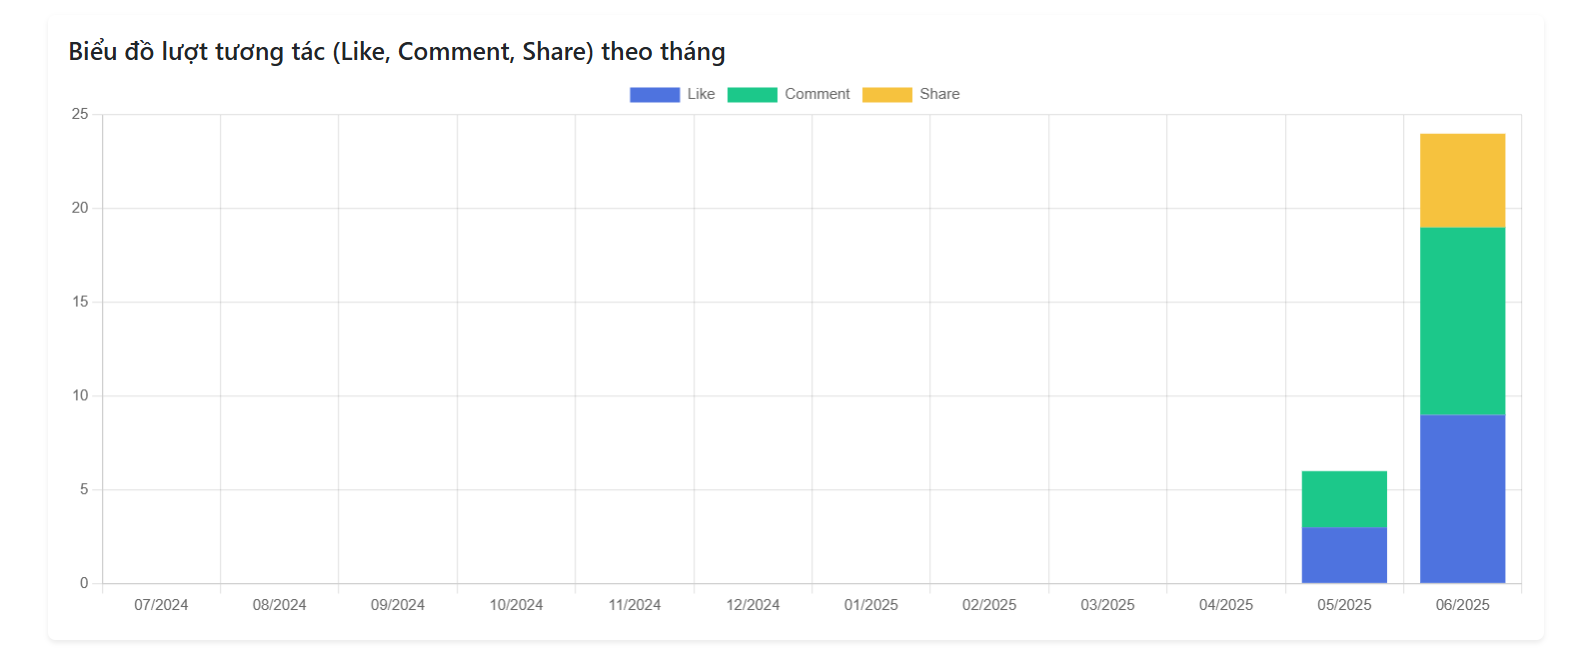 Biểu đồ lượt tương tác (Like, Comment, Share) theo tháng
Like Comment Share
25
20
15
10
5
0
07/2024 08/2024 09/2024 10/2024 11/2024 12/2024 01/2025 02/2025 03/2025 04/2025 05/2025 06/2025